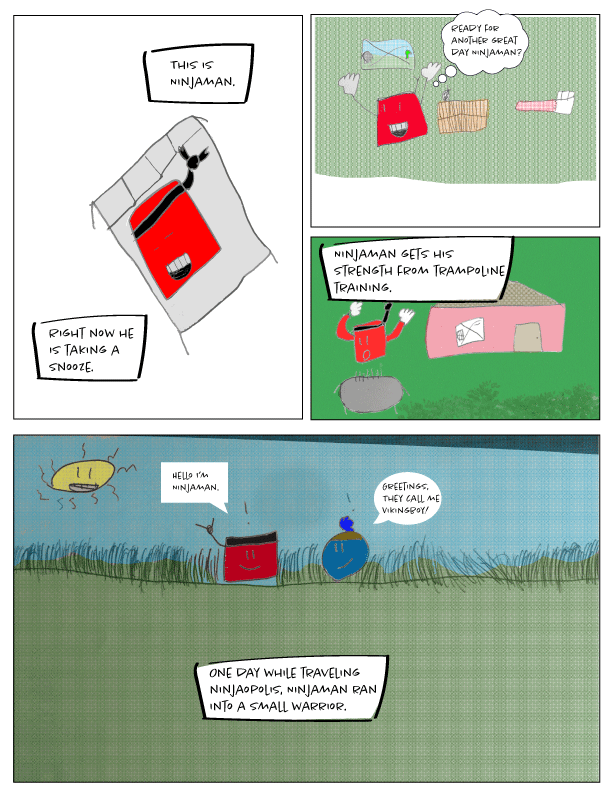 THIS IS
NINJAMAN.
RIGHT NOW HE
IS TAKING A
SNOOZE.
READY FOR
ANOTHER GREAT
DAY NINJAMAN?
NINJAMAN GETS HIS
STRENGTH FROM TRAMPOLINE
TRAINING.
HELLO I'M
NINJAMAN.
GREETINGS,
THEY CALL ME
VIKINGBOY!
ONE DAY WHILE TRAVELING
NINJAOPOLIS, NINJAMAN RAN
INTO A SMALL WARRIOR.